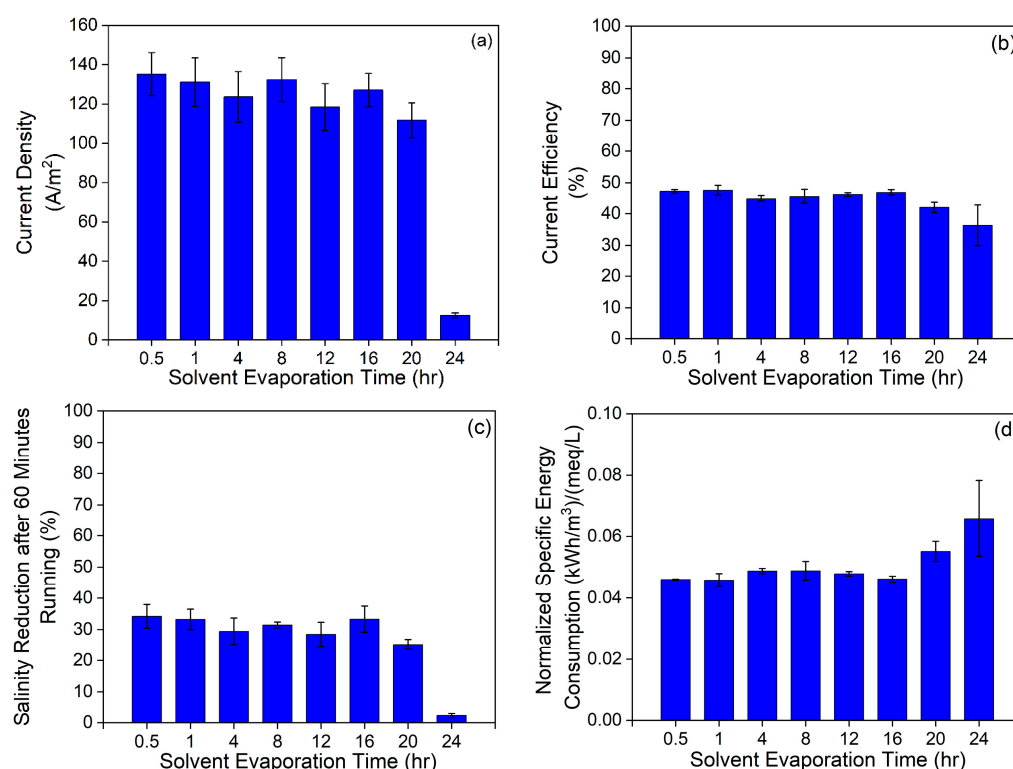 (a)
160
140
120
100
80
60
40
20
0
Current Density
(A/m²)
0.5 1 4 8 12 16 20 24
Solvent Evaporation Time (hr)
(b)
100
90
80
70
60
50
40
30
20
10
0
Current Efficiency
(%)
0.5 1 4 8 12 16 20 24
Solvent Evaporation Time (hr)
(c)
100
90
80
70
60
50
40
30
20
10
0
Salinity Reduction after 60 Minutes
Running (%)
0.5 1 4 8 12 16 20 24
Solvent Evaporation Time (hr)
(d
0.10
0.08
0.06
0.04
0.02
0.00
Normalized Specific Energy
Consumption (kWh/m³)/(meq/L)
0.5 1 4 8 12 16 20 24
Solvent Evaporation Time (hr)